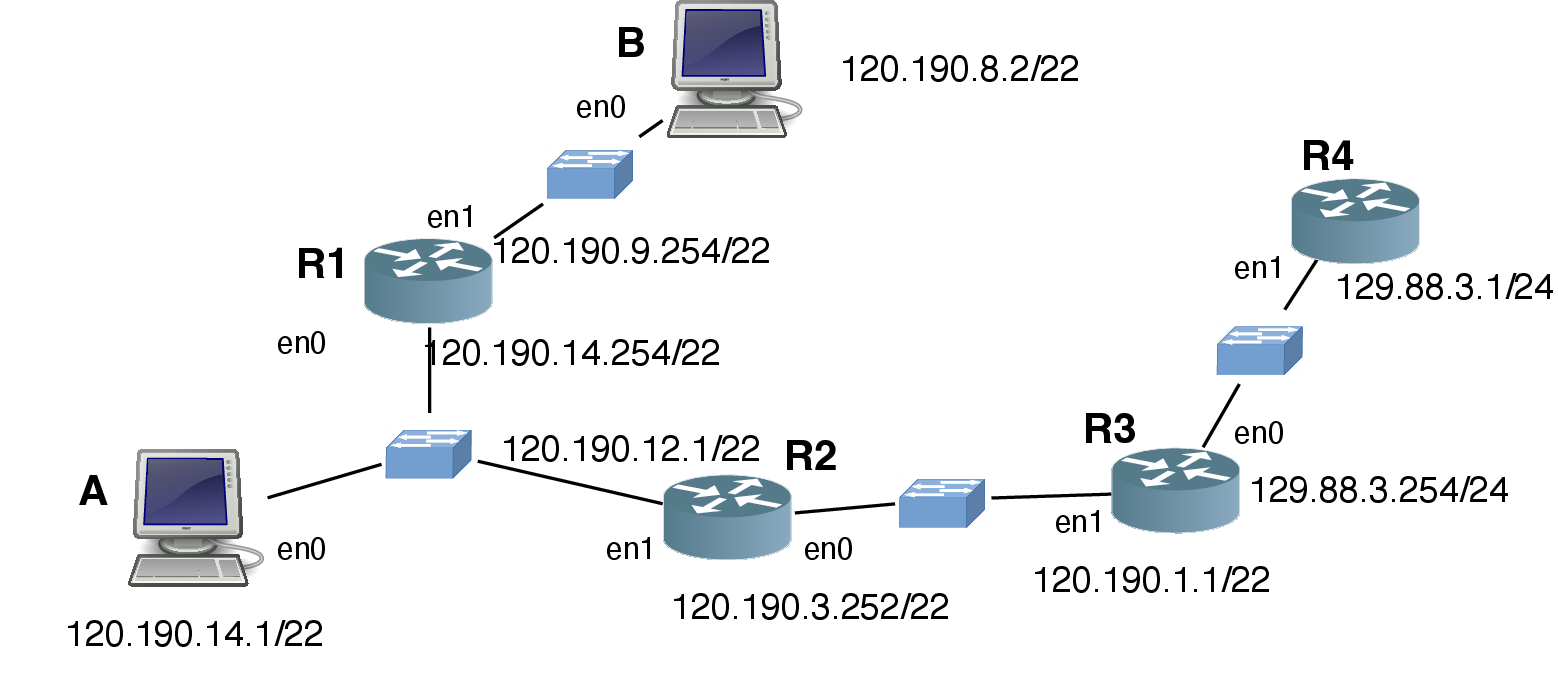 B
120.190.8.2/22
en0
R4
en1
R1
120.190.9.254/22
en1
129.88.3.1/24
en0
120.190.14.254/22
R3
en0
120.190.12.1/22
R2
A
129.88.3.254/24
en1
en0
en1
en0
120.190.1.1/22
120.190.3.252/22
120.190.14.1/22